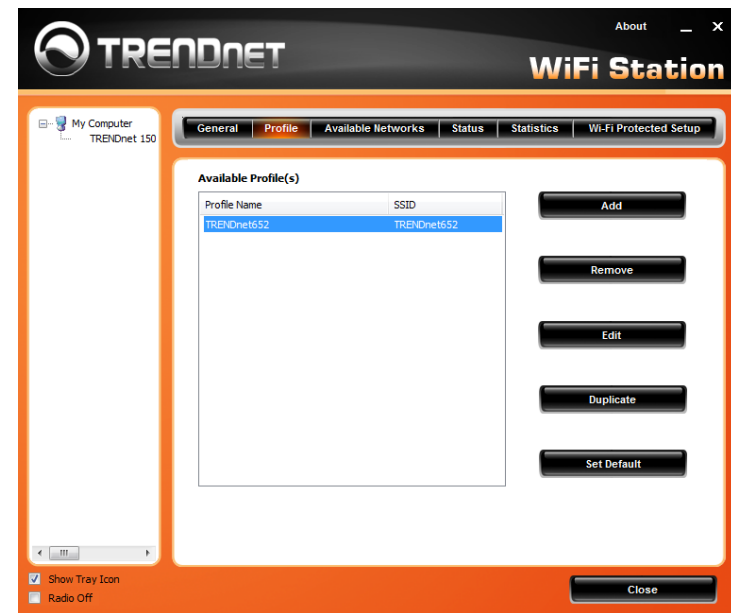 About
TRENDNET
WiFi Station
My Computer
TRENDnet 150
General Profile Available Networks Status Statistics Wi-Fi Protected Setup
Available Profile(s)
Profile Name SSID
TRENDnet652 TRENDnet652
Add
Remove
Edit
Duplicate
Set Default
Show Tray Icon
Radio Off
Close